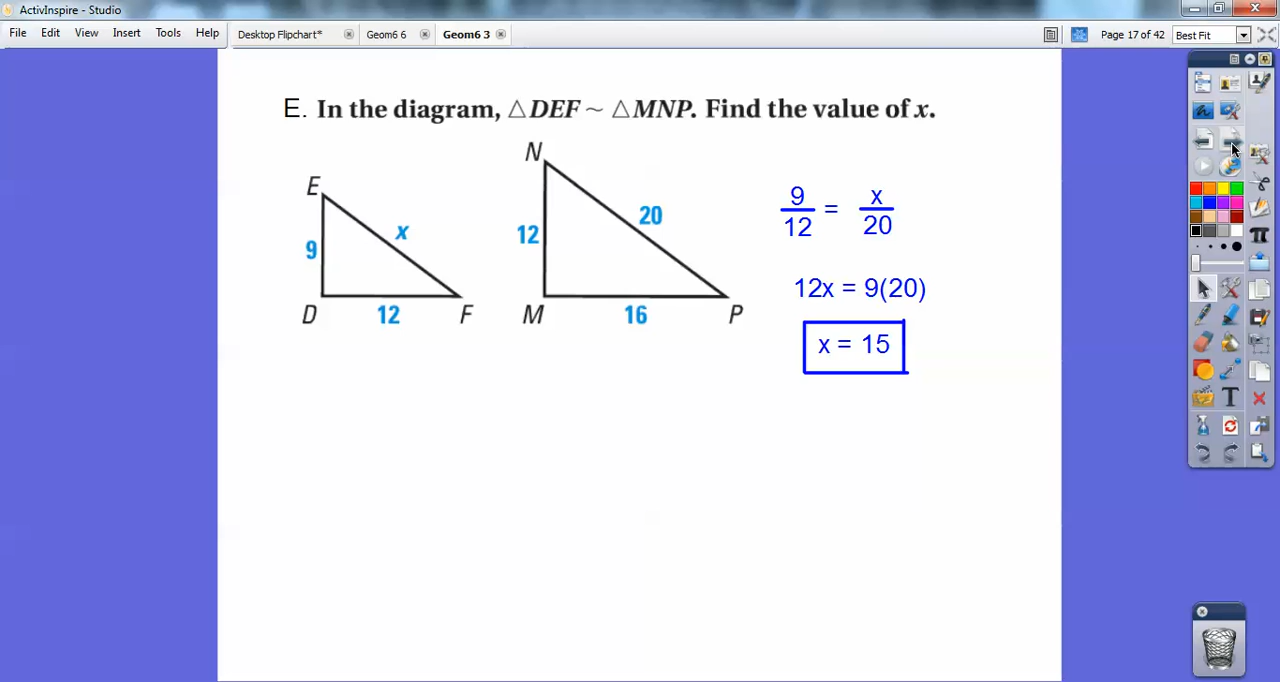 ActivInspire - Studio
File Edit View Insert Tools Help Desktop Flipchart* Geom6 6 Geom6 3 Page 17 of 42 Best Fit
E. In the diagram, △DEF ~ △MNP. Find the value of x.
N
E
9/12 = x/20
20
x
12
9
12x = 9(20)
D 12 F M 16 P
x = 15
π
T